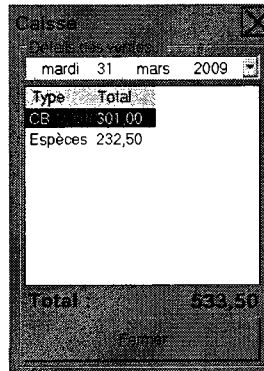 Caisse
Détails des ventes
mardi 31 mars 2009
Type Total
CB 301,00
Espèces 232,50
Total : 533,50
Fermer